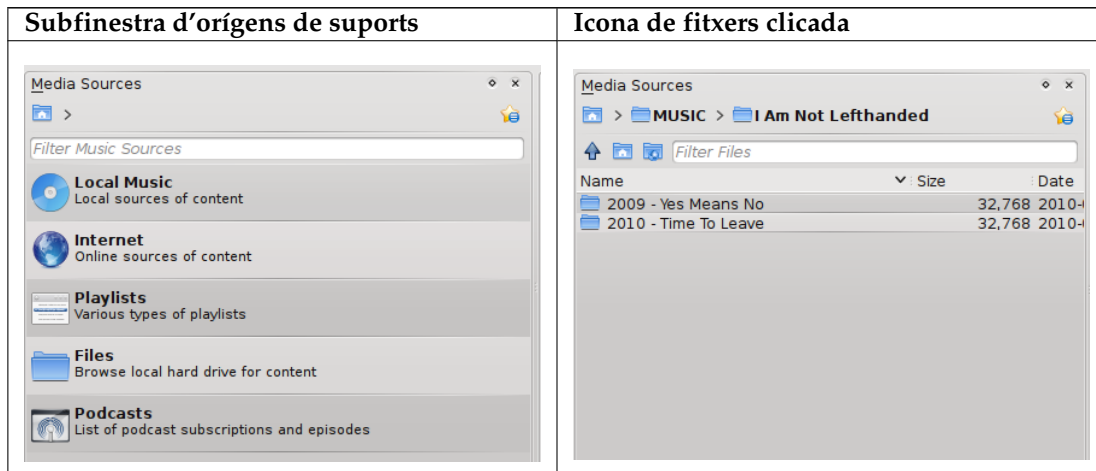 Subfinestra d'orígens de suports
Icona de fitxers clicada
Media Sources
>
Filter Music Sources
Local Music
Local sources of content
Internet
Online sources of content
Playlists
Various types of playlists
Files
Browse local hard drive for content
Podcasts
List of podcast subscriptions and episodes
Media Sources
> MUSIC > I Am Not Lefthanded
Filter Files
Name Size Date
2009 - Yes Means No 32,768 2010-
2010 - Time To Leave 32,768 2010-